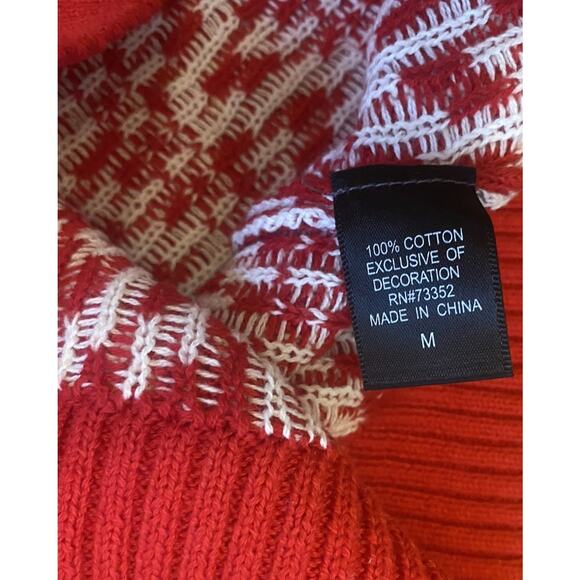 100% COTTON
EXCLUSIVE OF
DECORATION
RN#73352
MADE IN CHINA
M